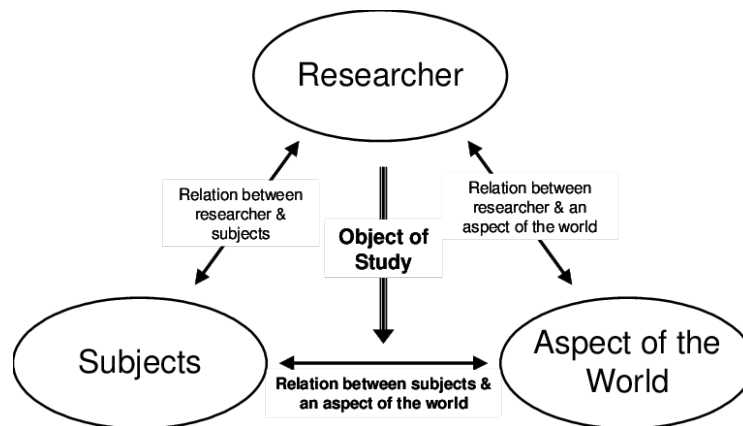 Researcher
Relation between
researcher &
subjects
Object of
Study
Relation between
researcher & an
aspect of the world
Subjects
Relation between subjects &
an aspect of the world
Aspect of the
World